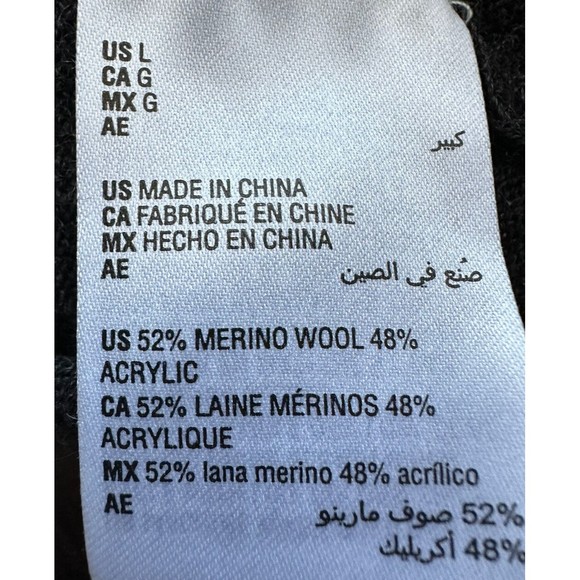 US L
CA G
MX G
AE
كبير
US MADE IN CHINA
CA FABRIQUÉ EN CHINE
MX HECHO EN CHINA
AE صُنع في الصين
US 52% MERINO WOOL 48%
ACRYLIC
CA 52% LAINE MÉRINOS 48%
ACRYLIQUE
MX 52% lana merino 48% acrílico
AE 52% صوف مارينو
48% أكريليك